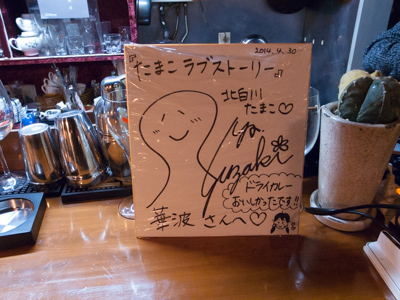 2014.4.30
『たまこラブストーリー』
北白川
たまこ♡
Yuzaki
ドライカレー
おいしかったです!!
華波さんへ♡